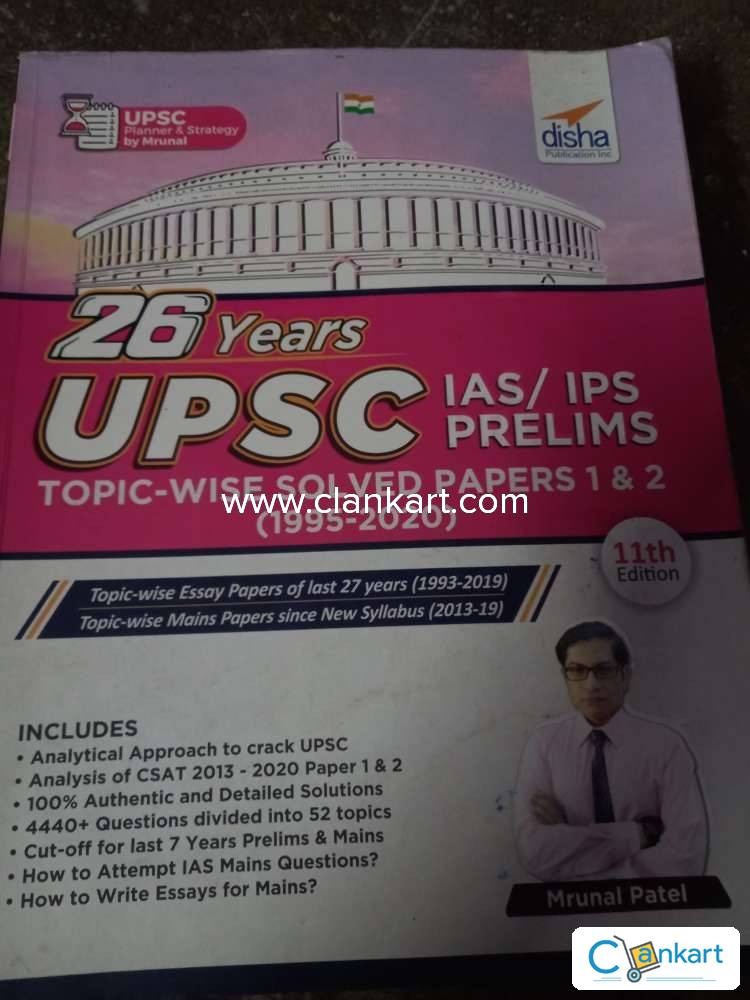 UPSC
Planner & Strategy
by Mrunal
disha
Publication Inc
26 Years
UPSC
IAS/ IPS
PRELIMS
TOPIC-WISE SOLVED PAPERS 1 & 2
www.clankart.com
(1995-2020)
11th
Edition
Topic-wise Essay Papers of last 27 years (1993-2019)
Topic-wise Mains Papers since New Syllabus (2013-19)
INCLUDES
• Analytical Approach to crack UPSC
• Analysis of CSAT 2013 - 2020 Paper 1 & 2
• 100% Authentic and Detailed Solutions
• 4440+ Questions divided into 52 topics
• Cut-off for last 7 Years Prelims & Mains
• How to Attempt IAS Mains Questions?
• How to Write Essays for Mains?
Mrunal Patel
Clankart